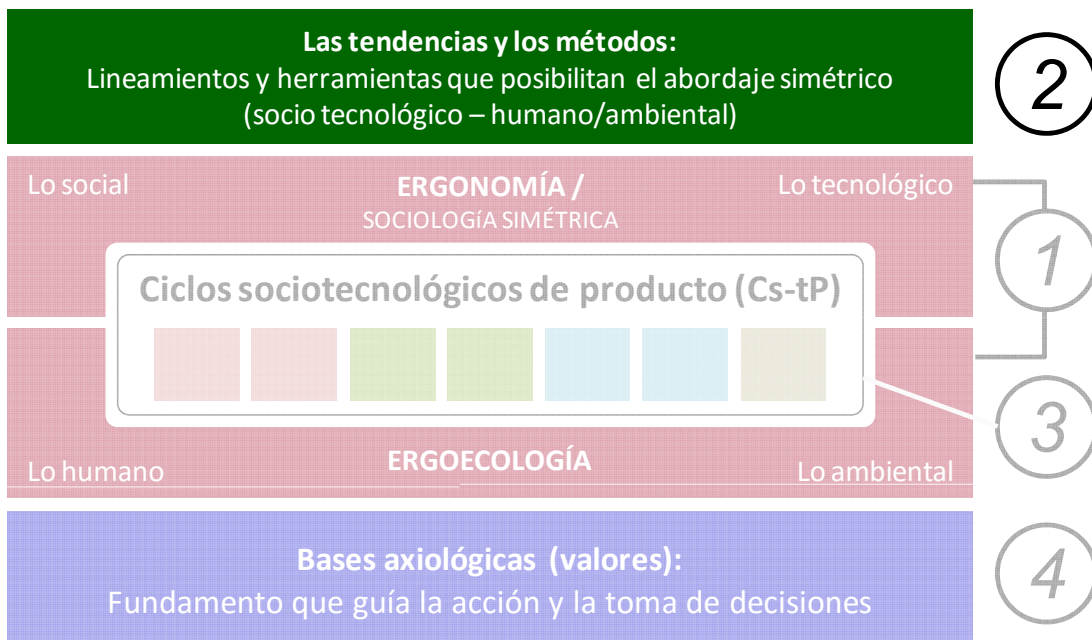 Las tendencias y los métodos:
Lineamientos y herramientas que posibilitan el abordaje simétrico
(socio tecnológico – humano/ambiental)
2
Lo social
ERGONOMÍA /
Lo tecnológico
SOCIOLOGíA SIMÉTRICA
1
Ciclos sociotecnológicos de producto (Cs-tP)
3
Lo humano
ERGOECOLOGÍA
Lo ambiental
Bases axiológicas (valores):
Fundamento que guía la acción y la toma de decisiones
4